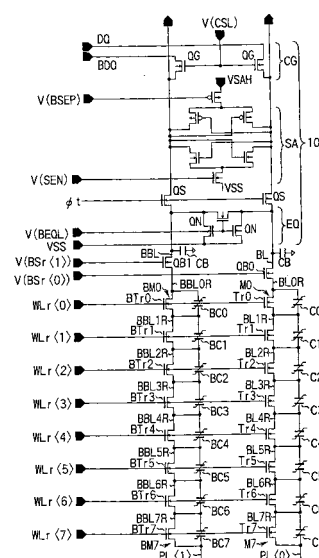 V(CSL)
DQ
BDQ QG QG CG
VSAH
V(BSEP)
SA 10
V(SEN) VSS
φt QS QS
QN QN EQ
V(BEQL)
VSS BBL BL
V(BSr⟨1⟩) QB1 CB CB
V(BSr⟨0⟩) QB0
BM0 BBL0R M0 BL0R
WLr⟨0⟩ BTr0 BC0 Tr0 C0
BBL1R BL1R
WLr⟨1⟩ BTr1 BC1 Tr1 C1
BBL2R BL2R
WLr⟨2⟩ BTr2 BC2 Tr2
BBL3R BL3R
WLr⟨3⟩ BTr3 BC3 Tr3
BBL4R BL4R
WLr⟨4⟩ BTr4 BC4 Tr4
BBL5R BL5R
WLr⟨5⟩ BTr5 BC5 Tr5
BBL6R BL6R
WLr⟨6⟩ BTr6 BC6 Tr6
BBL7R BL7R
WLr⟨7⟩ BTr7 BC7 Tr7
BM7 PL⟨1⟩ M7 PL⟨0⟩